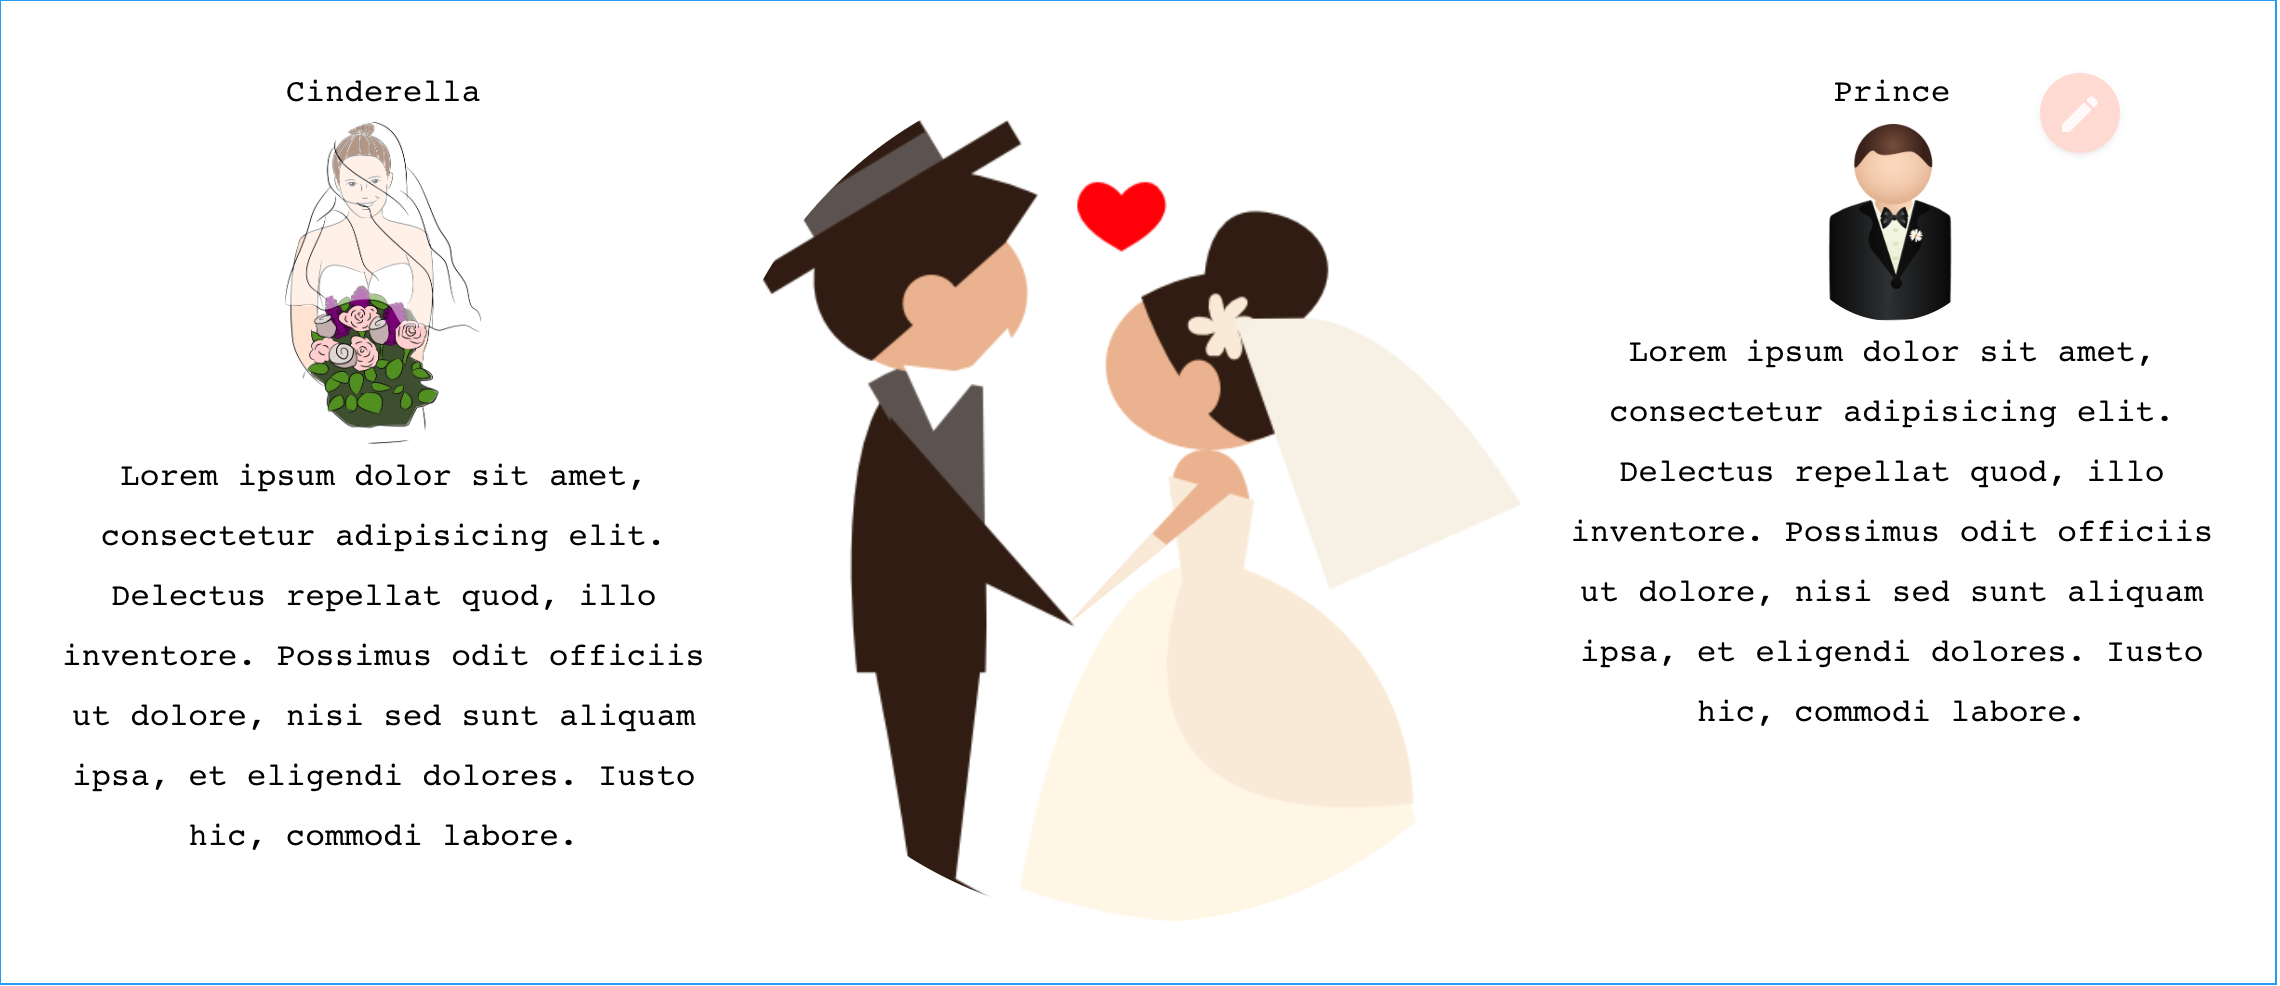 Cinderella
Lorem ipsum dolor sit amet,
consectetur adipisicing elit.
Delectus repellat quod, illo
inventore. Possimus odit officiis
ut dolore, nisi sed sunt aliquam
ipsa, et eligendi dolores. Iusto
hic, commodi labore.
Prince
Lorem ipsum dolor sit amet,
consectetur adipisicing elit.
Delectus repellat quod, illo
inventore. Possimus odit officiis
ut dolore, nisi sed sunt aliquam
ipsa, et eligendi dolores. Iusto
hic, commodi labore.